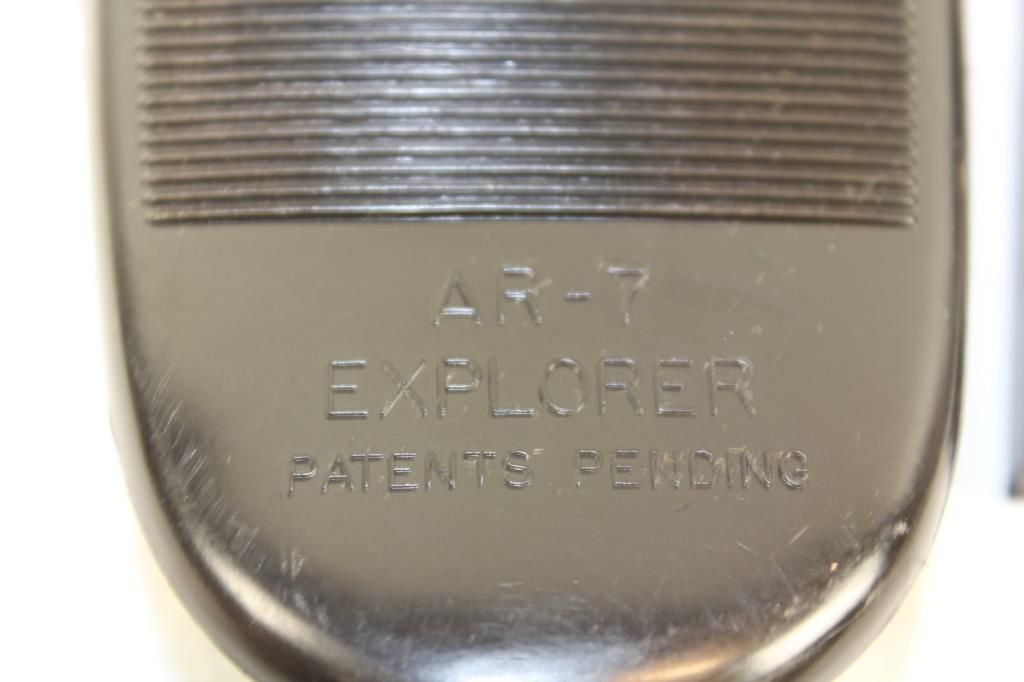 AR-7
EXPLORER
PATENTS PENDING